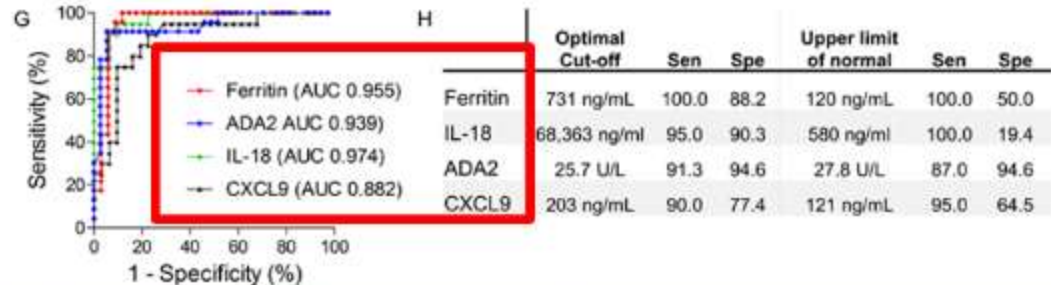 G
100
80
60
40
20
0
Sensitivity (%)
0 20 40 60 80 100
1 - Specificity (%)
Ferritin (AUC 0.955)
ADA2 AUC 0.939)
IL-18 (AUC 0.974)
CXCL9 (AUC 0.882)
H
Optimal Cut-off Sen Spe Upper limit of normal Sen Spe
Ferritin 731 ng/mL 100.0 88.2 120 ng/mL 100.0 50.0
IL-18 68,363 ng/ml 95.0 90.3 580 ng/ml 100.0 19.4
ADA2 25.7 U/L 91.3 94.6 27.8 U/L 87.0 94.6
CXCL9 203 ng/mL 90.0 77.4 121 ng/mL 95.0 64.5